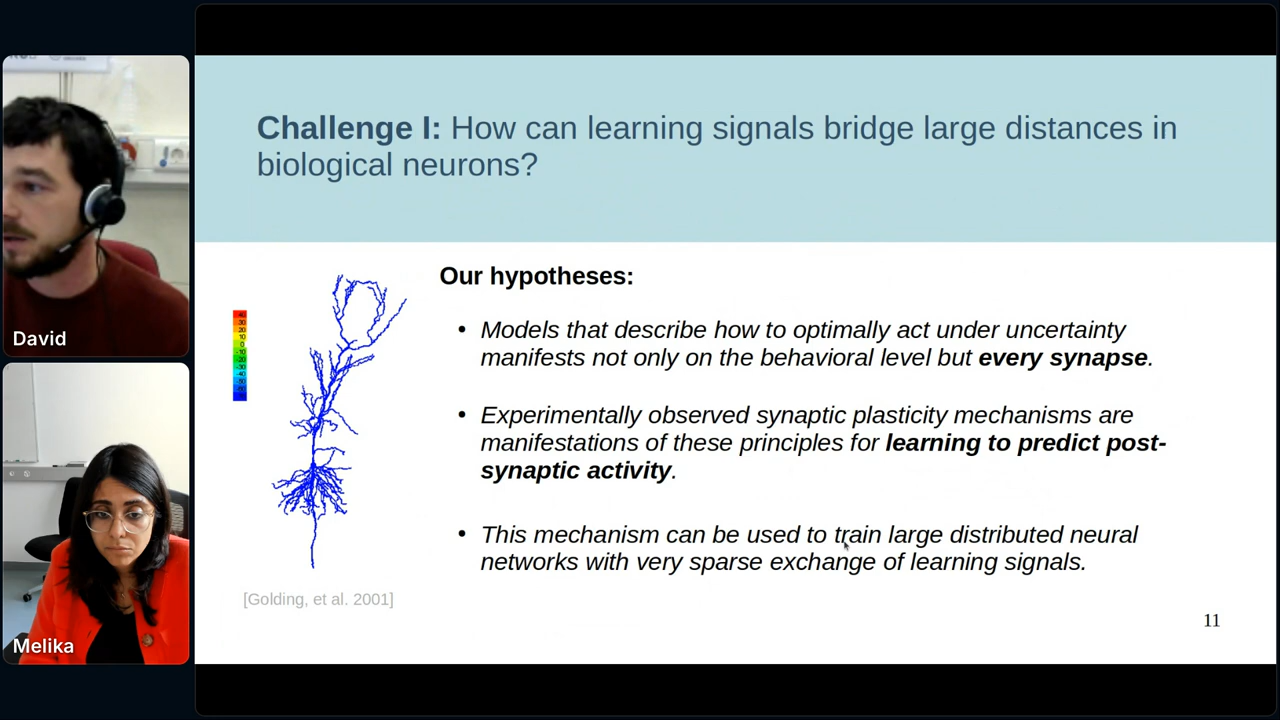 Challenge I: How can learning signals bridge large distances in
biological neurons?
Our hypotheses:
• Models that describe how to optimally act under uncertainty
manifests not only on the behavioral level but every synapse.
• Experimentally observed synaptic plasticity mechanisms are
manifestations of these principles for learning to predict post-
synaptic activity.
• This mechanism can be used to train large distributed neural
networks with very sparse exchange of learning signals.
[Golding, et al. 2001]
11
David
Melika